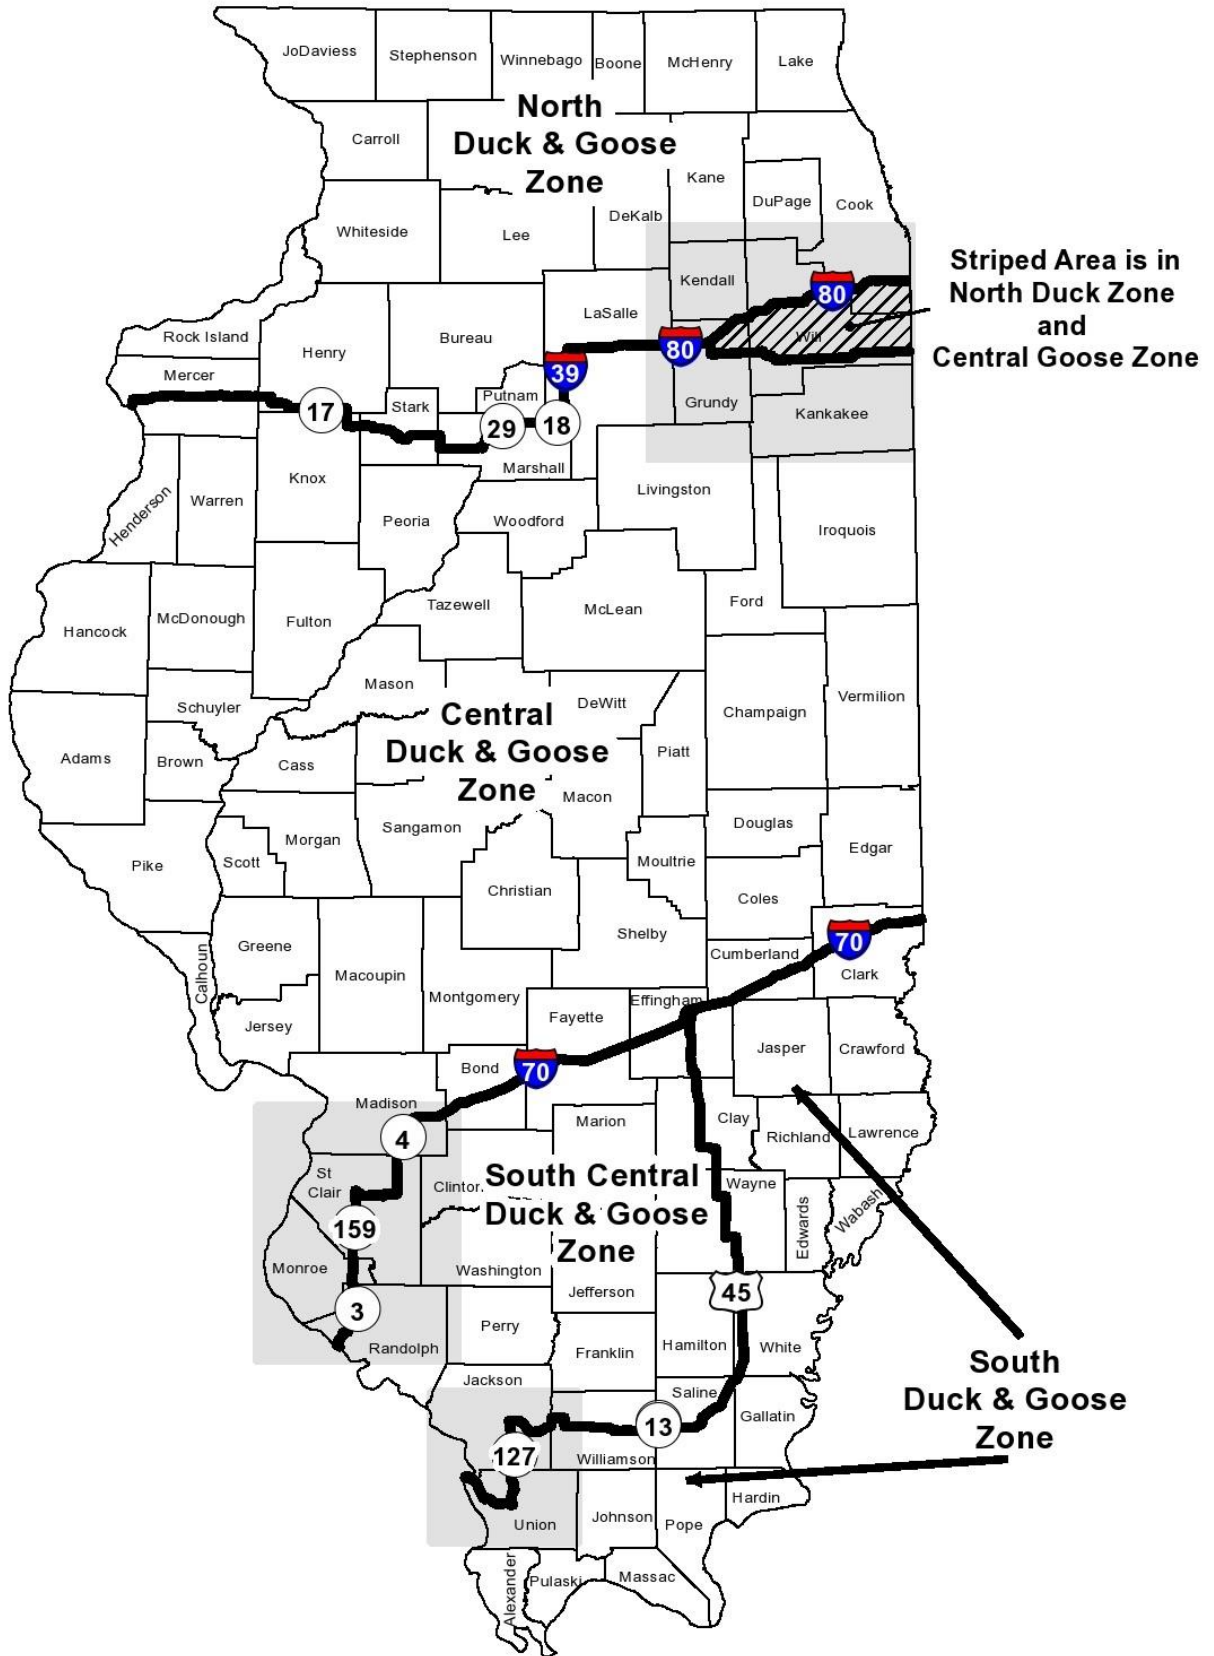 JoDaviess
Stephenson
Winnebago
Boone
McHenry
Lake
North
Duck & Goose
Zone
Carroll
Kane
DuPage
Cook
DeKalb
Whiteside
Lee
Kendall
80
Striped Area is in
North Duck Zone
and
Central Goose Zone
LaSalle
Rock Island
Henry
Bureau
Will
80
Mercer
39
Putnam
Stark
Grundy
Kankakee
17
29
18
Marshall
Knox
Livingston
Henderson
Warren
Peoria
Woodford
Iroquois
Tazewell
McLean
Ford
Hancock
McDonough
Fulton
Mason
DeWitt
Vermilion
Schuyler
Champaign
Central
Duck & Goose
Zone
Adams
Brown
Cass
Piatt
Macon
Sangamon
Douglas
Morgan
Edgar
Pike
Scott
Moultrie
Christian
Coles
Shelby
Greene
70
Calhoun
Macoupin
Cumberland
Clark
Montgomery
Effingham
Fayette
Jersey
Jasper
Crawford
Bond
70
Madison
Marion
Clay
4
Richland
Lawrence
St
Clair
Clinton
South Central
Duck & Goose
Zone
Wayne
Edwards
Wabash
159
Monroe
Washington
Jefferson
45
3
Perry
Randolph
Franklin
Hamilton
White
South
Duck & Goose
Zone
Jackson
Saline
Gallatin
13
127
Williamson
Hardin
Union
Johnson
Pope
Alexander
Pulaski
Massac